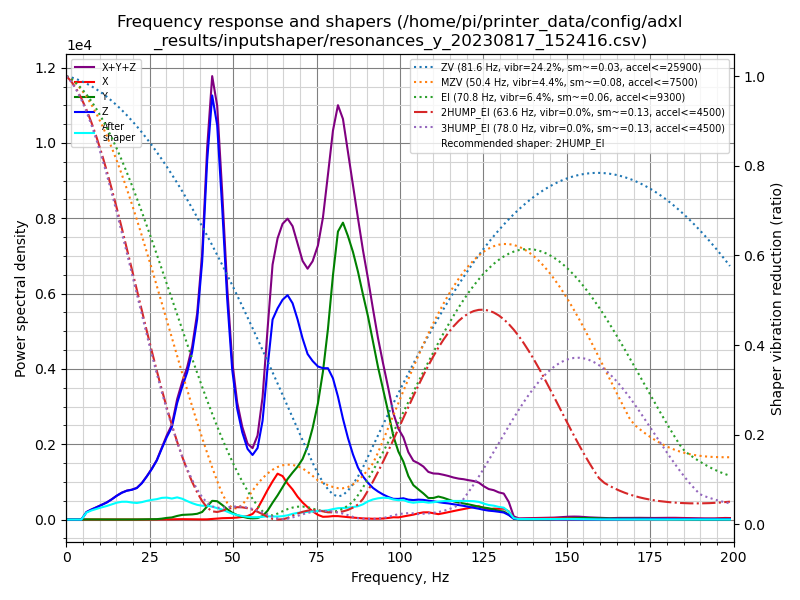 Frequency response and shapers (/home/pi/printer_data/config/adxl
_results/inputshaper/resonances_y_20230817_152416.csv)
1e4
X+Y+Z
X
Y
Z
After
shaper
ZV (81.6 Hz, vibr=24.2%, sm~=0.03, accel<=25900)
MZV (50.4 Hz, vibr=4.4%, sm~=0.08, accel<=7500)
EI (70.8 Hz, vibr=6.4%, sm~=0.06, accel<=9300)
2HUMP_EI (63.6 Hz, vibr=0.0%, sm~=0.13, accel<=4500)
3HUMP_EI (78.0 Hz, vibr=0.0%, sm~=0.13, accel<=4500)
Recommended shaper: 2HUMP_EI
Power spectral density
1.2
1.0
0.8
0.6
0.4
0.2
0.0
1.0
0.8
0.6
0.4
0.2
0.0
Shaper vibration reduction (ratio)
0 25 50 75 100 125 150 175 200
Frequency, Hz